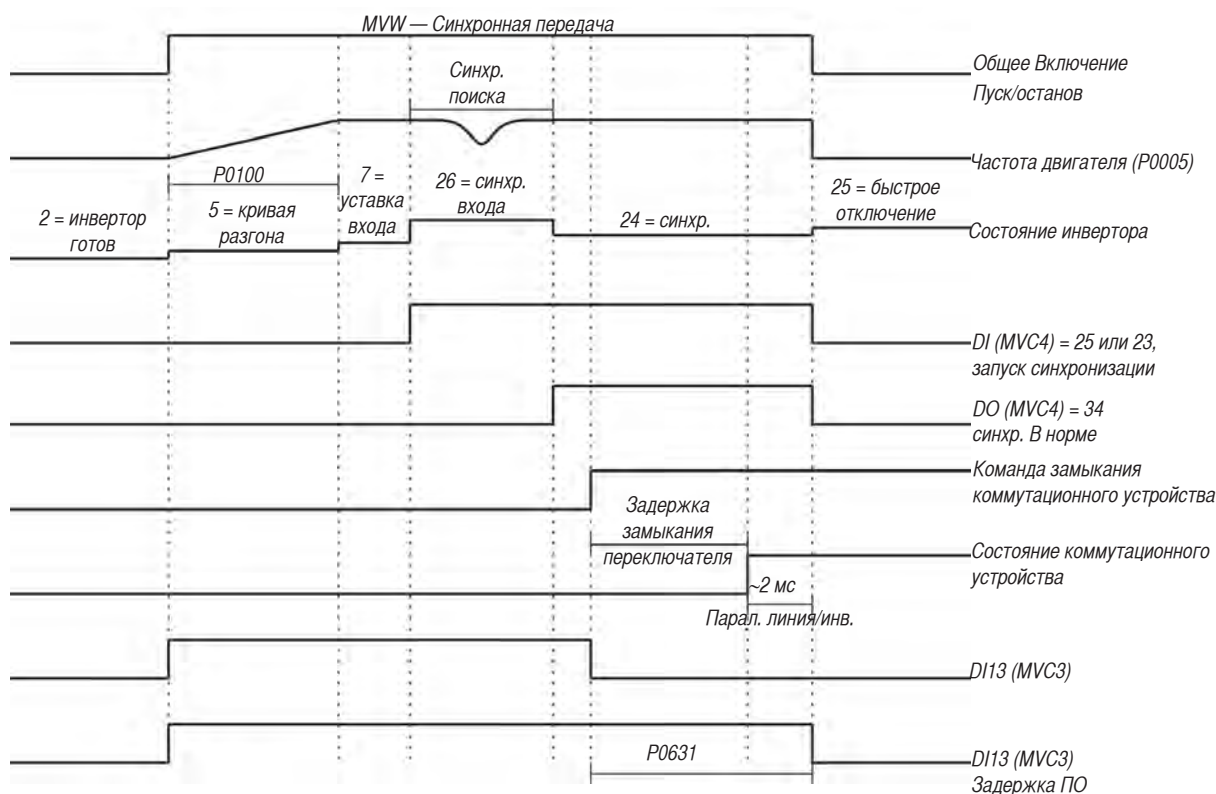 MVW — Синхронная передача
Общее Включение
Пуск/останов
Синхр.
поиска
Частота двигателя (P0005)
P0100
2 = инвертор
готов
5 = кривая
разгона
7 =
уставка
входа
26 = синхр.
входа
24 = синхр.
25 = быстрое
отключение
Состояние инвертора
DI (MVC4) = 25 или 23,
запуск синхронизации
DO (MVC4) = 34
синхр. В норме
Команда замыкания
коммутационного устройства
Задержка
замыкания
переключателя
Состояние коммутационного
устройства
~2 мс
Парал. линия/инв.
DI13 (MVC3)
P0631
DI13 (MVC3)
Задержка ПО